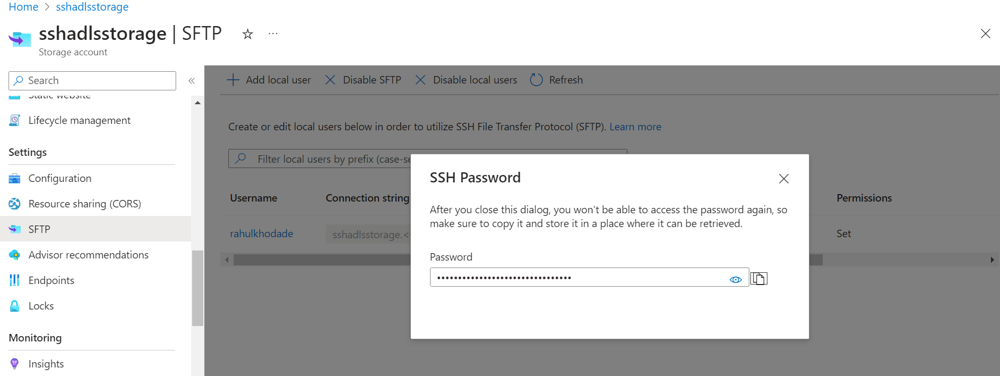 Home > sshadlsstorage
sshadlsstorage | SFTP ☆ ···
Storage account
Search «
Static website
Lifecycle management
Settings
Configuration
Resource sharing (CORS)
SFTP
Advisor recommendations
Endpoints
Locks
Monitoring
Insights
Add local user Disable SFTP Disable local users Refresh
Create or edit local users below in order to utilize SSH File Transfer Protocol (SFTP). Learn more
Filter local users by prefix (case-se
Username Connection string Permissions
rahulkhodade sshadlsstorage.< Set
SSH Password
After you close this dialog, you won't be able to access the password again, so
make sure to copy it and store it in a place where it can be retrieved.
Password
••••••••••••••••••••••••••••••••